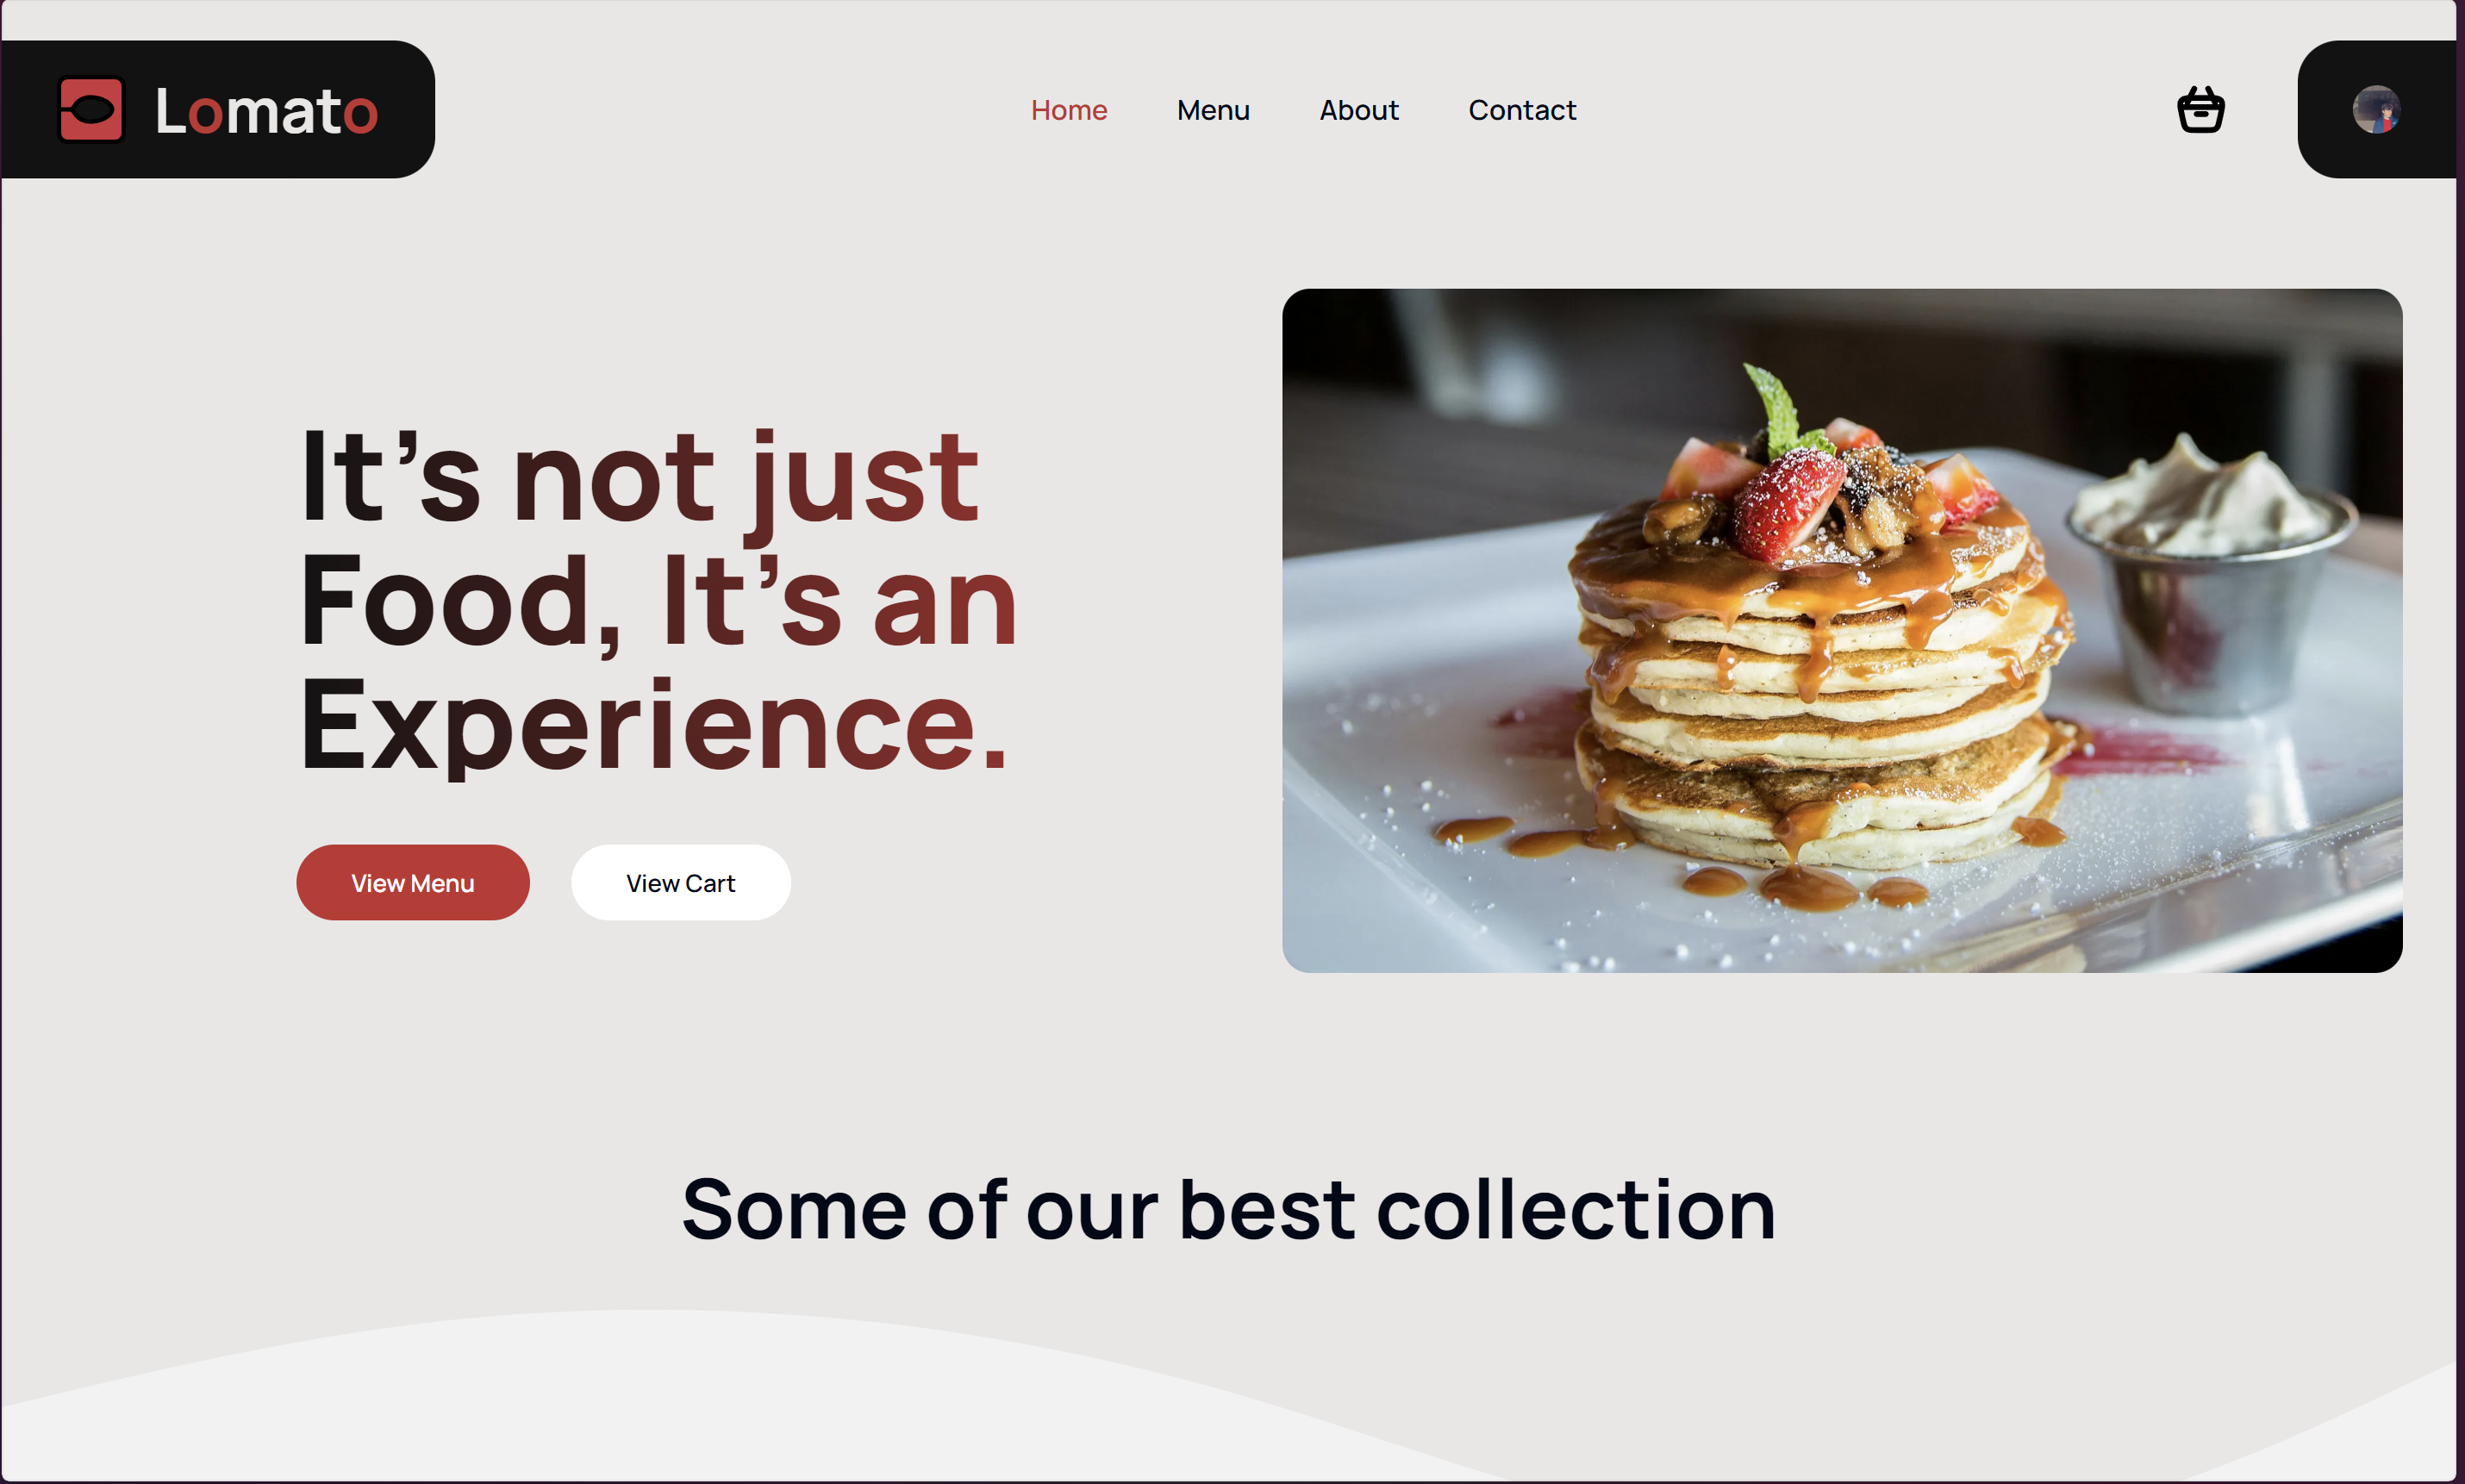 Lomato
Home Menu About Contact
It’s not just
Food, It’s an
Experience.
View Menu View Cart
Some of our best collection